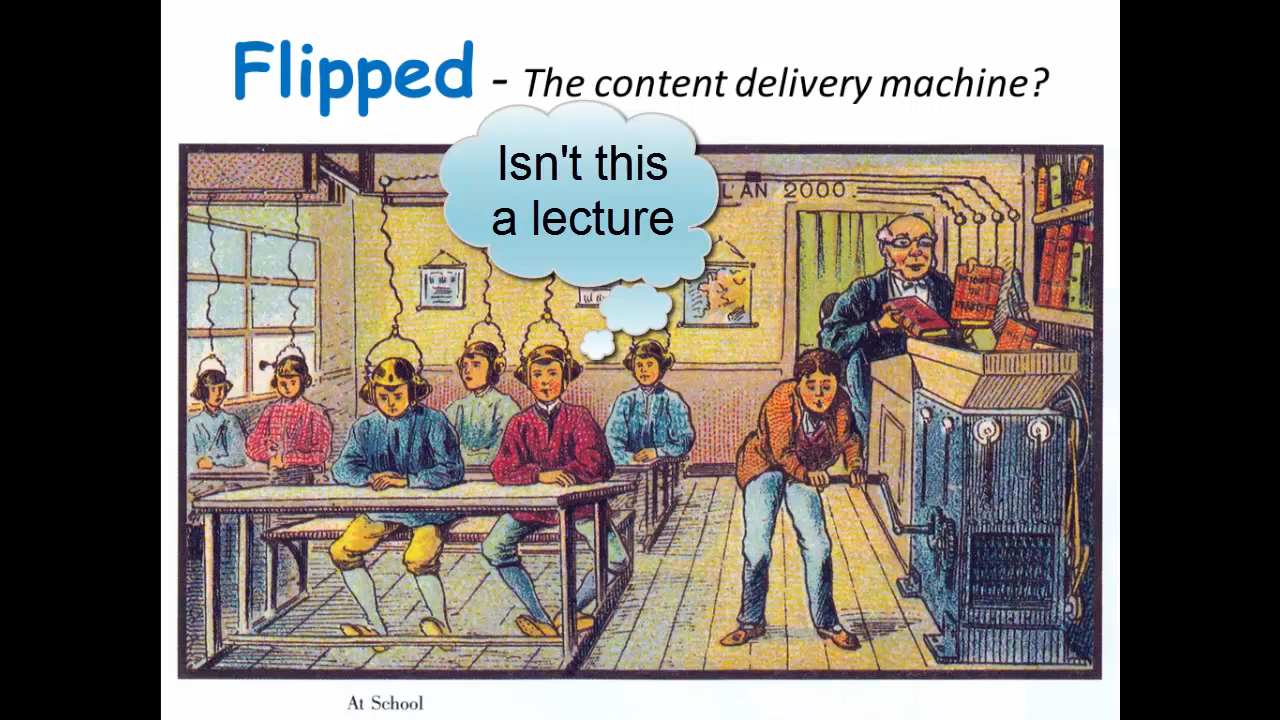 Flipped - The content delivery machine?
Isn't this
a lecture
L'AN 2000
At School